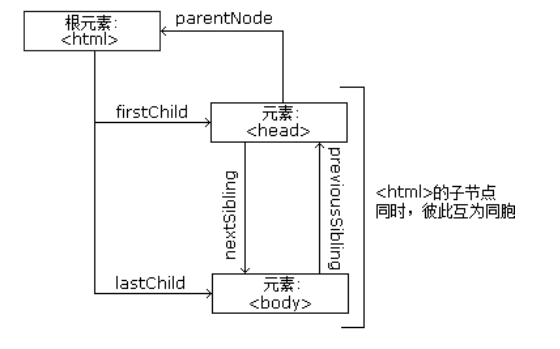 根元素:
<html>
parentNode
firstChild
元素:
<head>
nextSibling
previousSibling
<html>的子节点
同时，彼此互为同胞
lastChild
元素:
<body>